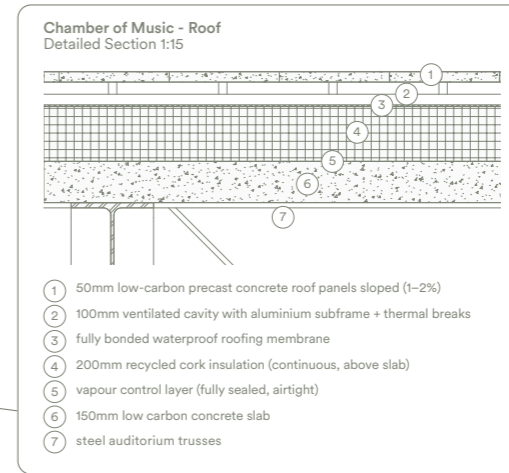 Chamber of Music - Roof
Detailed Section 1:15
1
2
3
4
5
6
7
1 50mm low-carbon precast concrete roof panels sloped (1–2%)
2 100mm ventilated cavity with aluminium subframe + thermal breaks
3 fully bonded waterproof roofing membrane
4 200mm recycled cork insulation (continuous, above slab)
5 vapour control layer (fully sealed, airtight)
6 150mm low carbon concrete slab
7 steel auditorium trusses